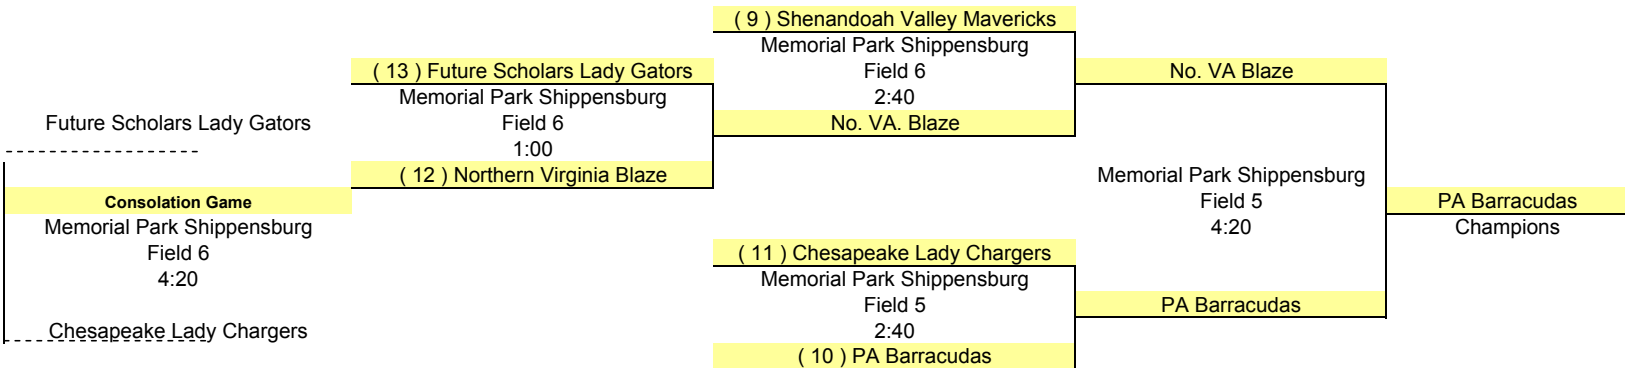 ( 9 ) Shenandoah Valley Mavericks
Memorial Park Shippensburg
( 13 ) Future Scholars Lady Gators
Field 6
No. VA Blaze
Memorial Park Shippensburg
2:40
Future Scholars Lady Gators
Field 6
No. VA. Blaze
1:00
( 12 ) Northern Virginia Blaze
Memorial Park Shippensburg
Consolation Game
Field 5
PA Barracudas
Memorial Park Shippensburg
4:20
Champions
Field 6
( 11 ) Chesapeake Lady Chargers
4:20
Memorial Park Shippensburg
Field 5
PA Barracudas
Chesapeake Lady Chargers
2:40
( 10 ) PA Barracudas